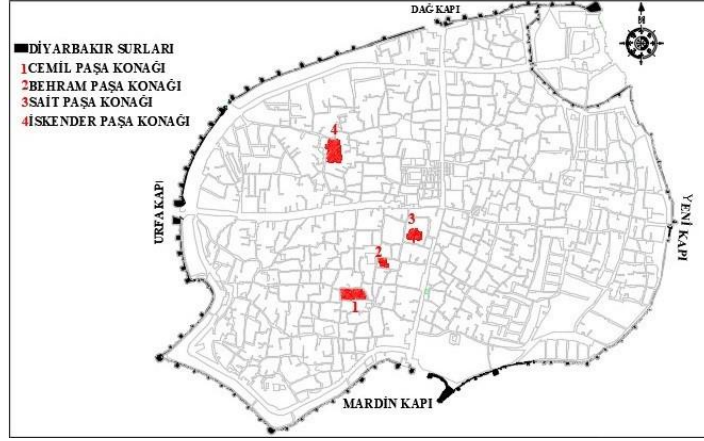 DAĞ KAPI
N
DİYARBAKIR SURLARI
1CEMİL PAŞA KONAĞI
2BEHRAM PAŞA KONAĞI
3SAİT PAŞA KONAĞI
4İSKENDER PAŞA KONAĞI
4
URFA KAPI
YENİ KAPI
3
2
1
MARDİN KAPI